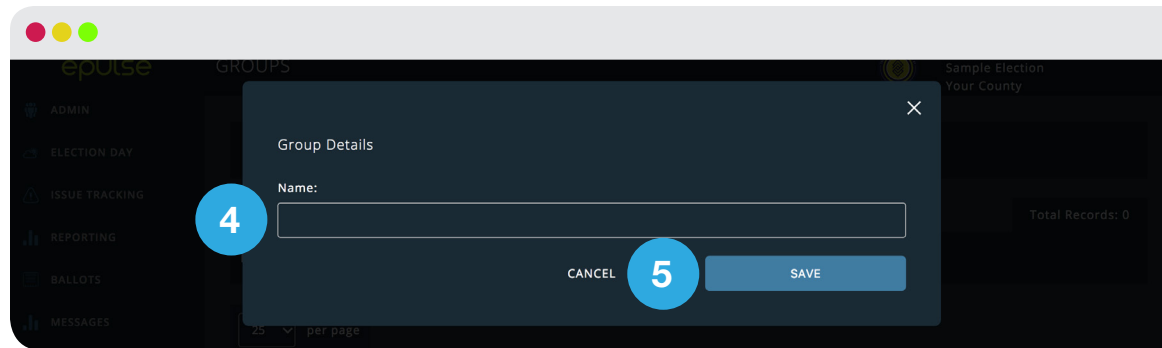 epulse
GROUPS
Sample Election
Your County
ADMIN
ELECTION DAY
ISSUE TRACKING
REPORTING
BALLOTS
MESSAGES
Group Details
Name:
4
CANCEL
5
SAVE
Total Records: 0
25 per page